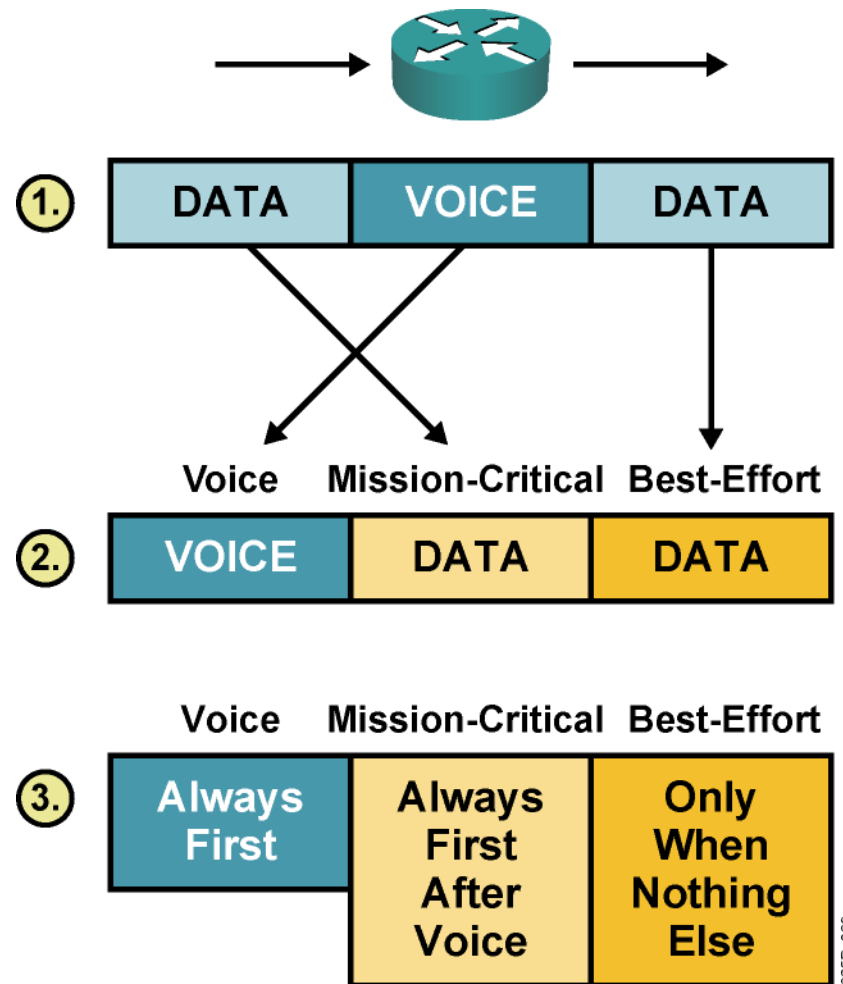 1.
DATA VOICE DATA
Voice Mission-Critical Best-Effort
2.
VOICE DATA DATA
Voice Mission-Critical Best-Effort
3.
Always First
Always First After Voice
Only When Nothing Else